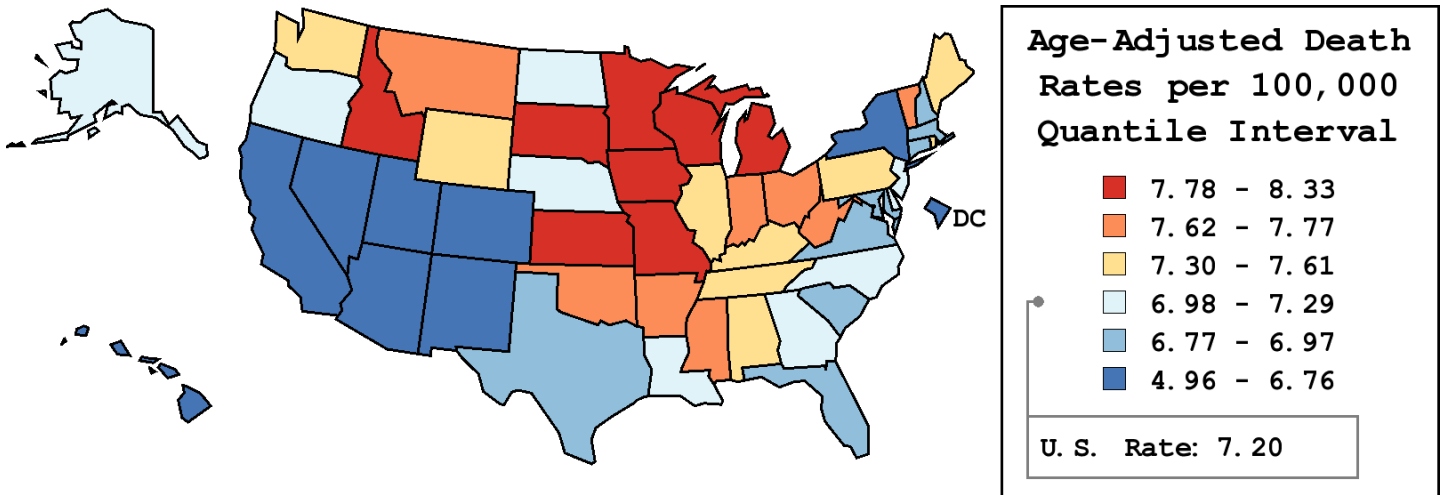 DC
Age-Adjusted Death
Rates per 100,000
Quantile Interval
7.78 - 8.33
7.62 - 7.77
7.30 - 7.61
6.98 - 7.29
6.77 - 6.97
4.96 - 6.76
U.S. Rate: 7.20